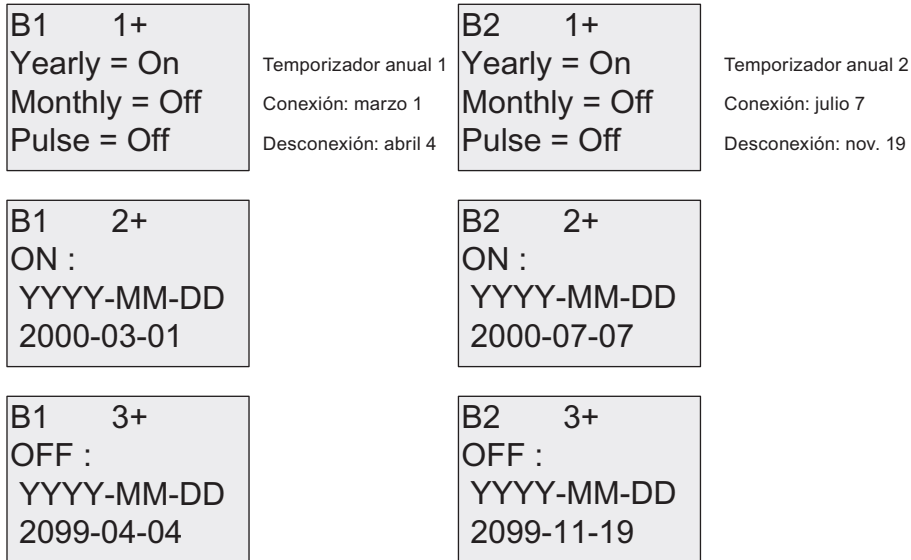 B1 1+
Yearly = On
Monthly = Off
Pulse = Off
Temporizador anual 1
Conexión: marzo 1
Desconexión: abril 4
B2 1+
Yearly = On
Monthly = Off
Pulse = Off
Temporizador anual 2
Conexión: julio 7
Desconexión: nov. 19
B1 2+
ON :
YYYY-MM-DD
2000-03-01
B2 2+
ON :
YYYY-MM-DD
2000-07-07
B1 3+
OFF :
YYYY-MM-DD
2099-04-04
B2 3+
OFF :
YYYY-MM-DD
2099-11-19